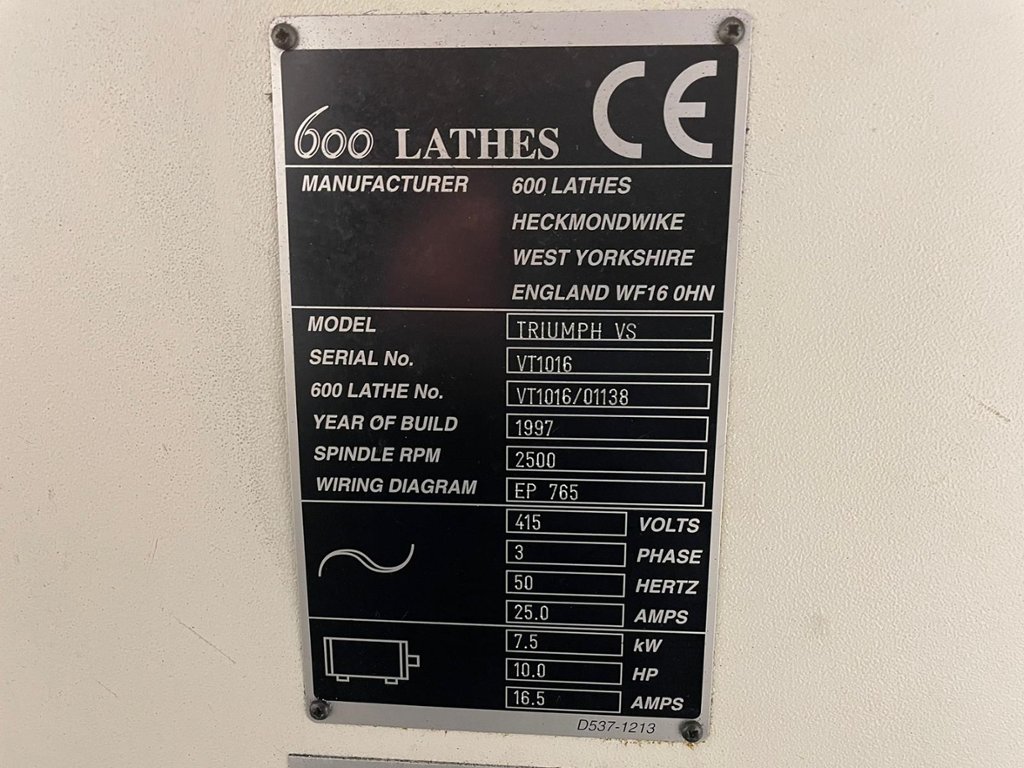 600 LATHES CE
MANUFACTURER 600 LATHES
HECKMONDWIKE
WEST YORKSHIRE
ENGLAND WF16 0HN
MODEL TRIUMPH VS
SERIAL No. VT1016
600 LATHE No. VT1016/01138
YEAR OF BUILD 1997
SPINDLE RPM 2500
WIRING DIAGRAM EP 765
415 VOLTS
3 PHASE
50 HERTZ
25.0 AMPS
7.5 kW
10.0 HP
16.5 AMPS
D537-1213